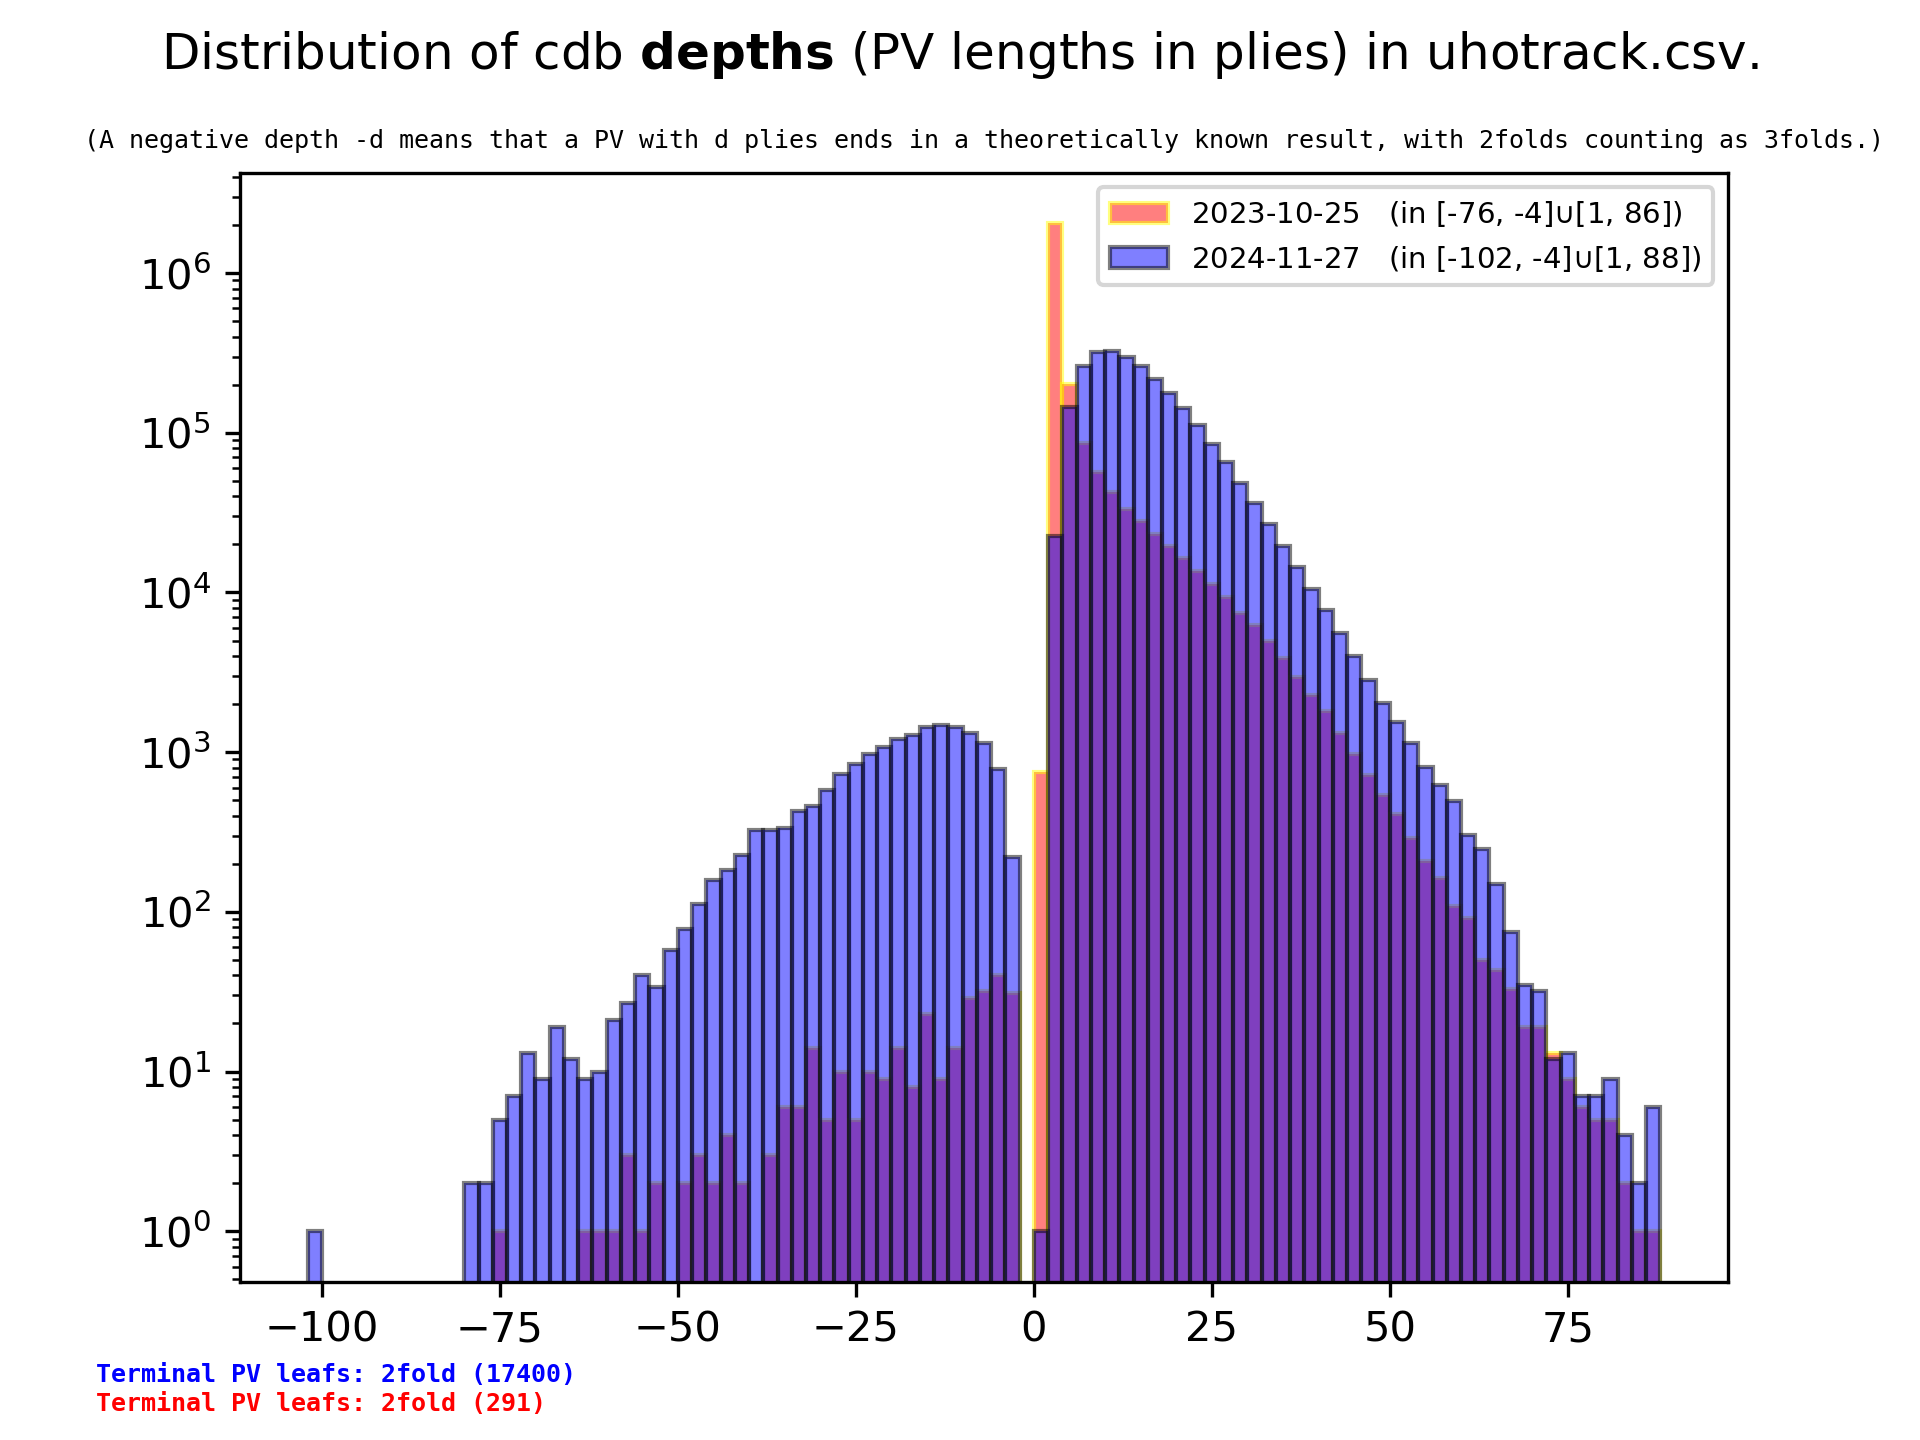 Distribution of cdb depths (PV lengths in plies) in uhotrack.csv.
(A negative depth -d means that a PV with d plies ends in a theoretically known result, with 2folds counting as 3folds.)
2023-10-25 (in [-76, -4]∪[1, 86])
2024-11-27 (in [-102, -4]∪[1, 88])
10⁶
10⁵
10⁴
10³
10²
10¹
10⁰
−100 −75 −50 −25 0 25 50 75
Terminal PV leafs: 2fold (17400)
Terminal PV leafs: 2fold (291)